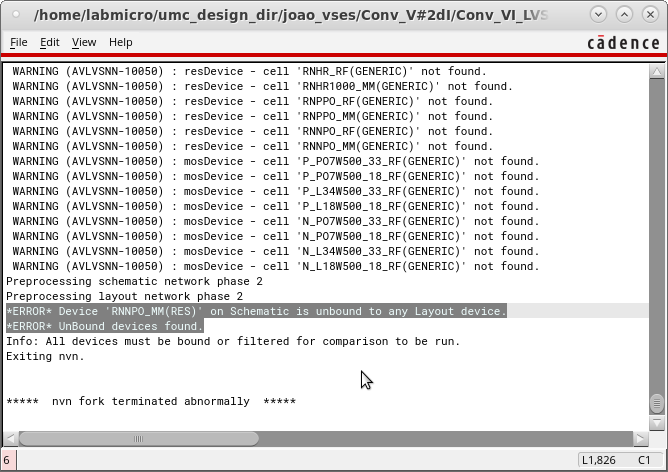 /home/labmicro/umc_design_dir/joao_vses/Conv_V#2dI/Conv_VI_LVS
File Edit View Help cādence
WARNING (AVLVSNN-10050) : resDevice - cell 'RNHR_RF(GENERIC)' not found.
WARNING (AVLVSNN-10050) : resDevice - cell 'RNHR1000_MM(GENERIC)' not found.
WARNING (AVLVSNN-10050) : resDevice - cell 'RNPPO_RF(GENERIC)' not found.
WARNING (AVLVSNN-10050) : resDevice - cell 'RNPPO_MM(GENERIC)' not found.
WARNING (AVLVSNN-10050) : resDevice - cell 'RNNPO_RF(GENERIC)' not found.
WARNING (AVLVSNN-10050) : resDevice - cell 'RNNPO_MM(GENERIC)' not found.
WARNING (AVLVSNN-10050) : mosDevice - cell 'P_PO7W500_33_RF(GENERIC)' not found.
WARNING (AVLVSNN-10050) : mosDevice - cell 'P_PO7W500_18_RF(GENERIC)' not found.
WARNING (AVLVSNN-10050) : mosDevice - cell 'P_L34W500_33_RF(GENERIC)' not found.
WARNING (AVLVSNN-10050) : mosDevice - cell 'P_L18W500_18_RF(GENERIC)' not found.
WARNING (AVLVSNN-10050) : mosDevice - cell 'N_PO7W500_33_RF(GENERIC)' not found.
WARNING (AVLVSNN-10050) : mosDevice - cell 'N_PO7W500_18_RF(GENERIC)' not found.
WARNING (AVLVSNN-10050) : mosDevice - cell 'N_L34W500_33_RF(GENERIC)' not found.
WARNING (AVLVSNN-10050) : mosDevice - cell 'N_L18W500_18_RF(GENERIC)' not found.
Preprocessing schematic network phase 2
Preprocessing layout network phase 2
*ERROR* Device 'RNNPO_MM(RES)' on Schematic is unbound to any Layout device.
*ERROR* UnBound devices found.
Info: All devices must be bound or filtered for comparison to be run.
Exiting nvn.
***** nvn fork terminated abnormally *****
6 L1,826 C1